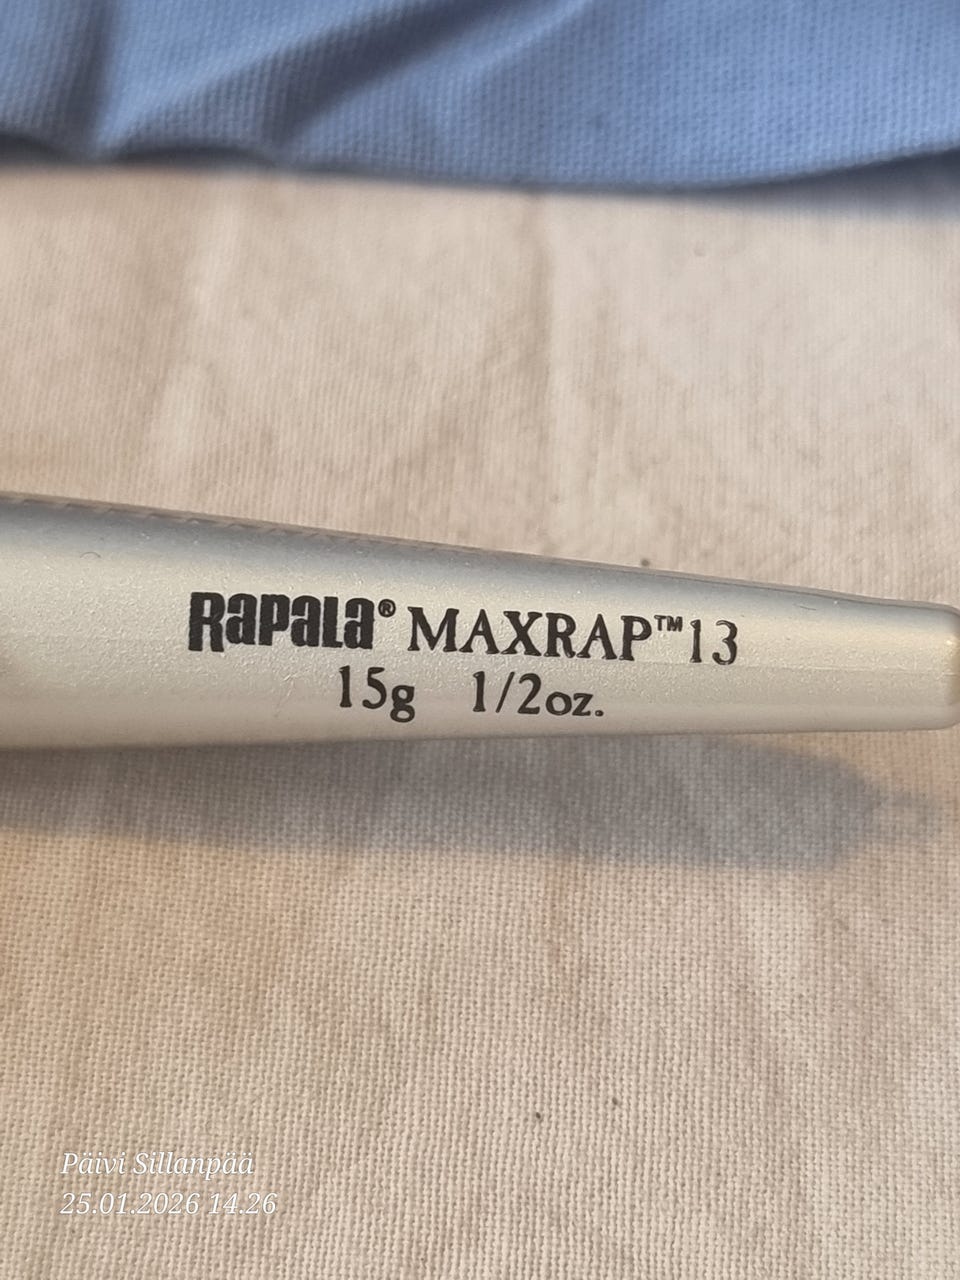 Rapala® MAXRAP™13
15g 1/2oz.
Päivi Sillanpää
25.01.2026 14.26